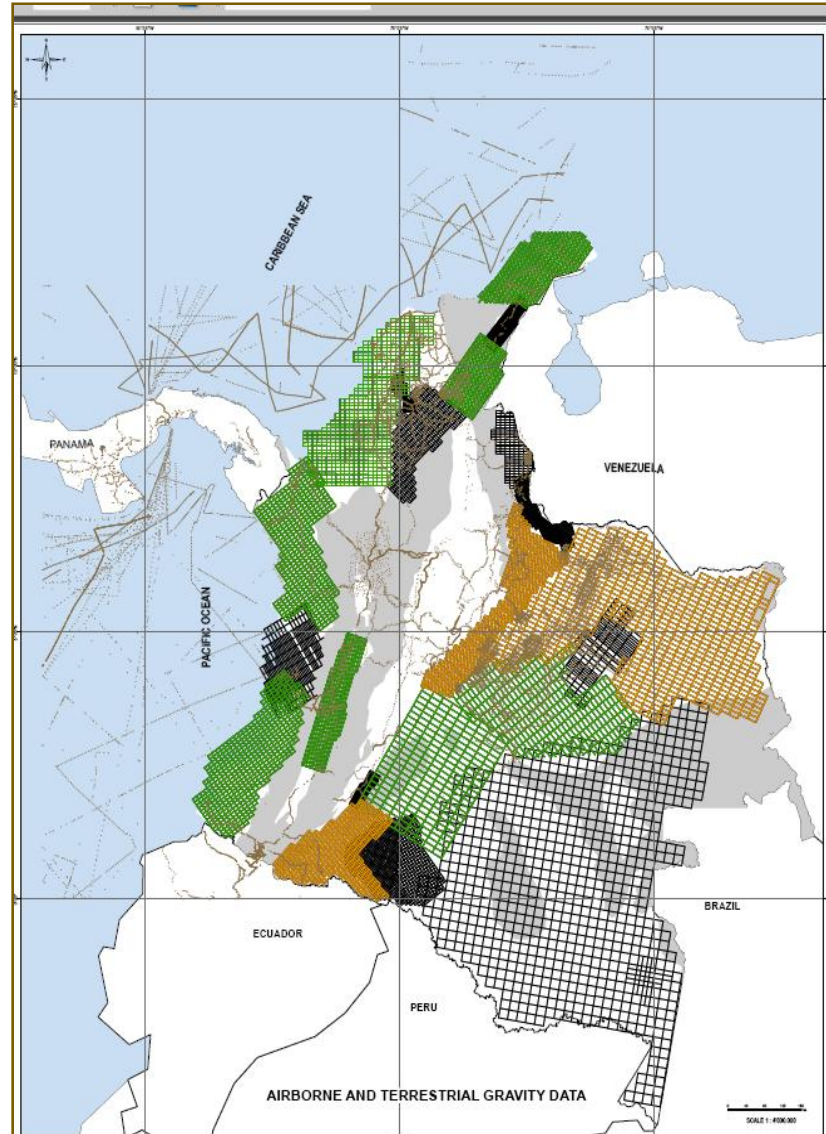 CARIBBEAN SEA
PANAMA
VENEZUELA
PACIFIC OCEAN
BRAZIL
ECUADOR
PERU
AIRBORNE AND TERRESTRIAL GRAVITY DATA